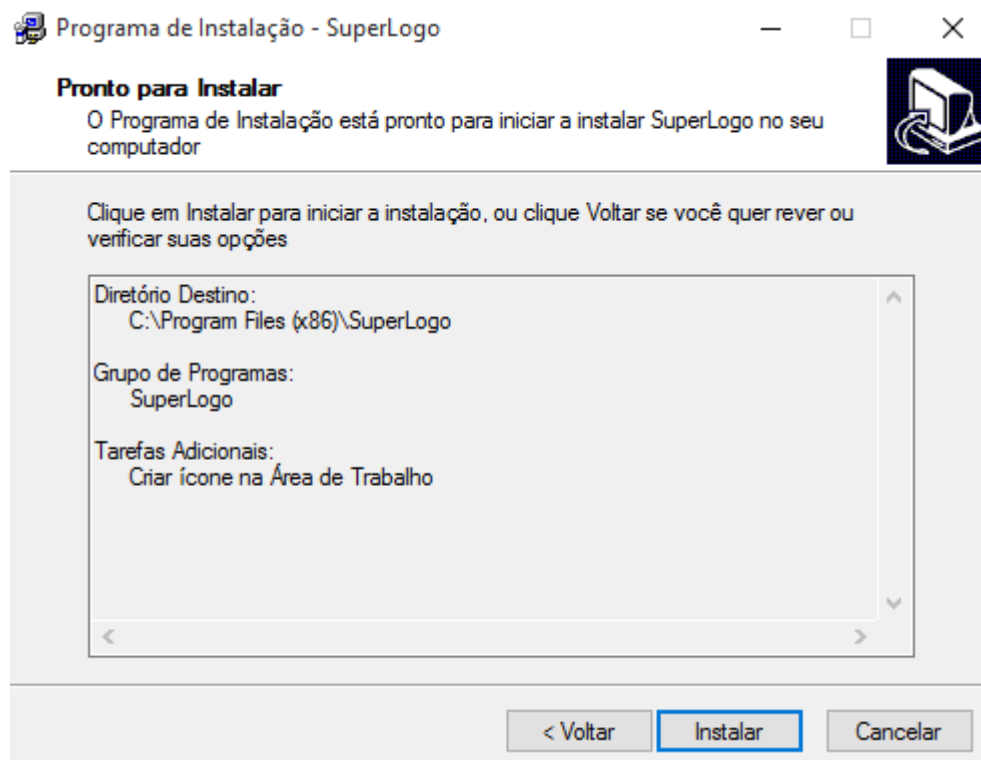 Programa de Instalação - SuperLogo
Pronto para Instalar
O Programa de Instalação está pronto para iniciar a instalar SuperLogo no seu
computador
Clique em Instalar para iniciar a instalação, ou clique Voltar se você quer rever ou
verificar suas opções
Diretório Destino:
C:\Program Files (x86)\SuperLogo
Grupo de Programas:
SuperLogo
Tarefas Adicionais:
Criar ícone na Área de Trabalho
< Voltar
Instalar
Cancelar